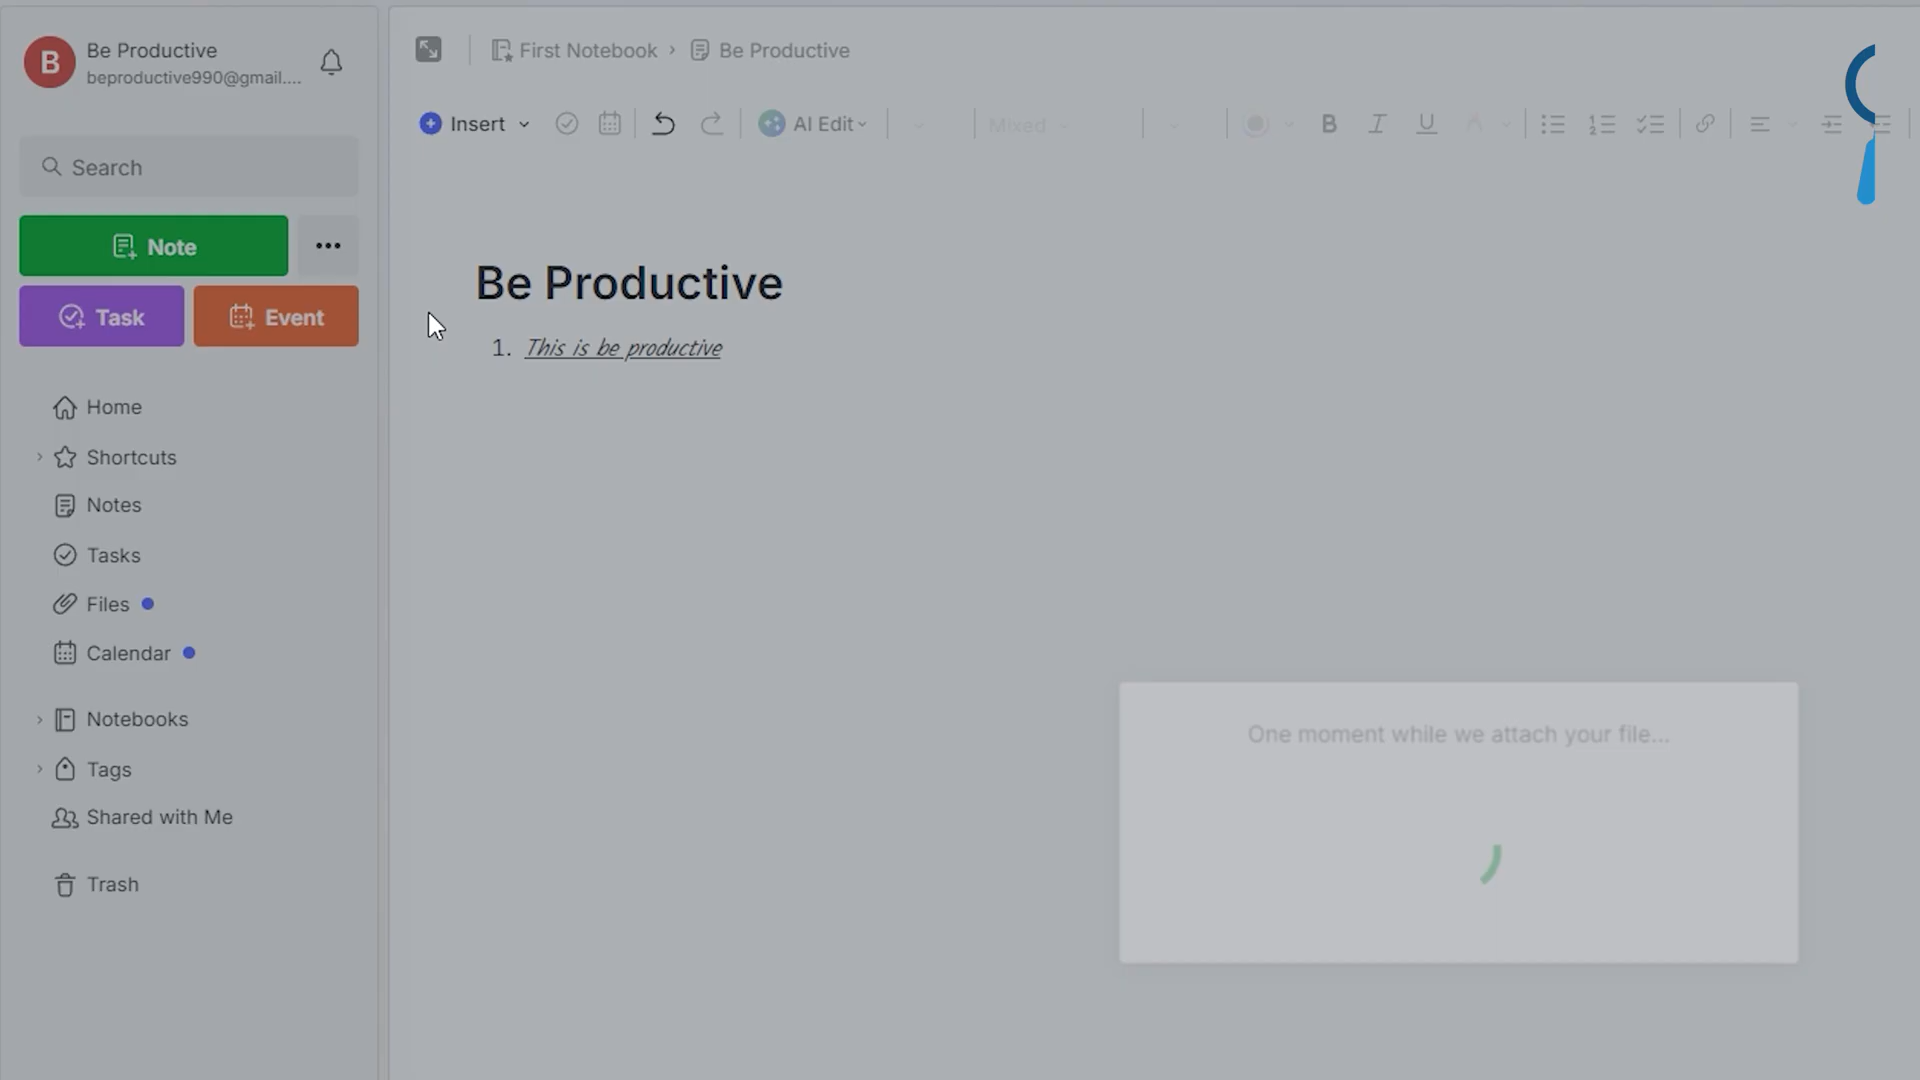 B
Be Productive
beproductive990@gmail....
Search
Note
Task
Event
Home
Shortcuts
Notes
Tasks
Files
Calendar
Notebooks
Tags
Shared with Me
Trash
First Notebook › Be Productive
Insert
AI Edit
Mixed
B I U A
Be Productive
1. This is be productive
One moment while we attach your file...